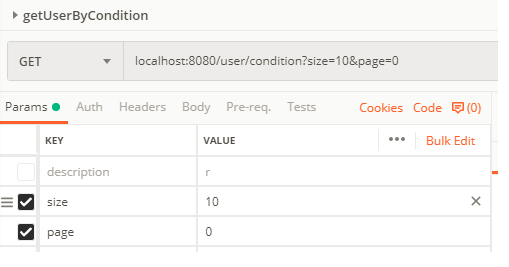 getUserByCondition
GET localhost:8080/user/condition?size=10&page=0
Params Auth Headers Body Pre-req. Tests Cookies Code (0)
KEY VALUE ••• Bulk Edit
description r
size 10
page 0